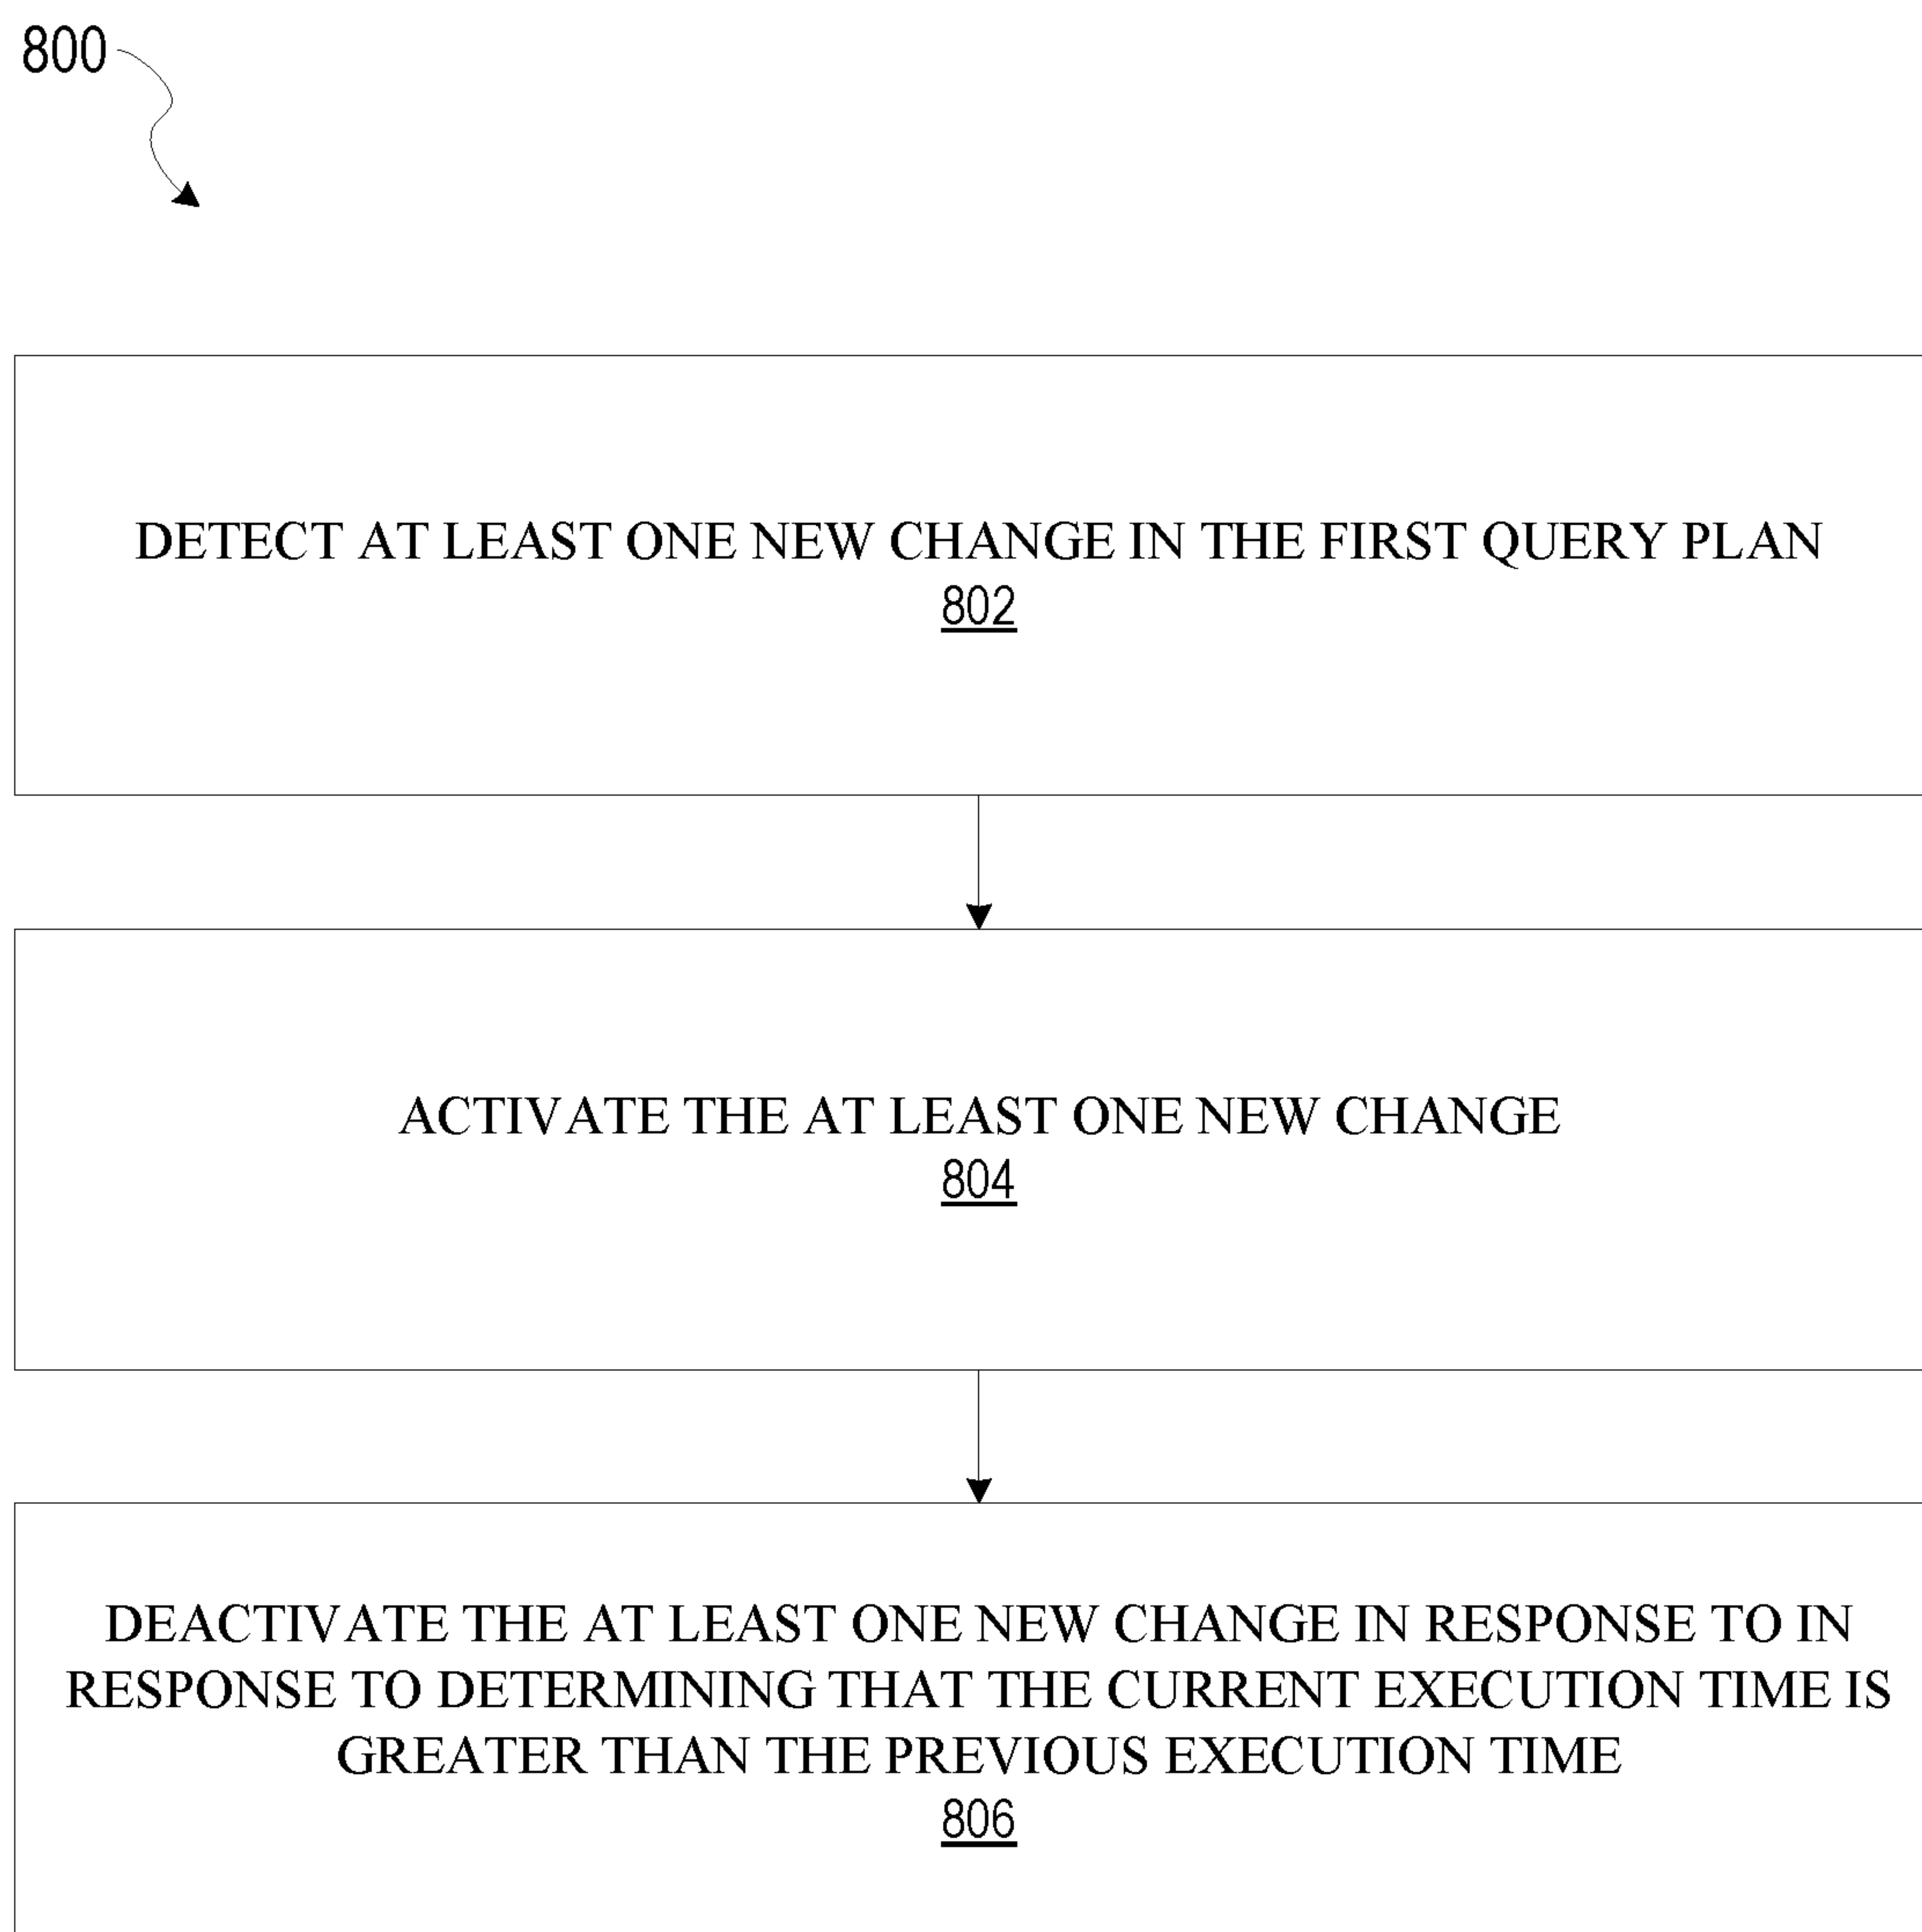 800
DETECT AT LEAST ONE NEW CHANGE IN THE FIRST QUERY PLAN
802
ACTIVATE THE AT LEAST ONE NEW CHANGE
804
DEACTIVATE THE AT LEAST ONE NEW CHANGE IN RESPONSE TO IN
RESPONSE TO DETERMINING THAT THE CURRENT EXECUTION TIME IS
GREATER THAN THE PREVIOUS EXECUTION TIME
806